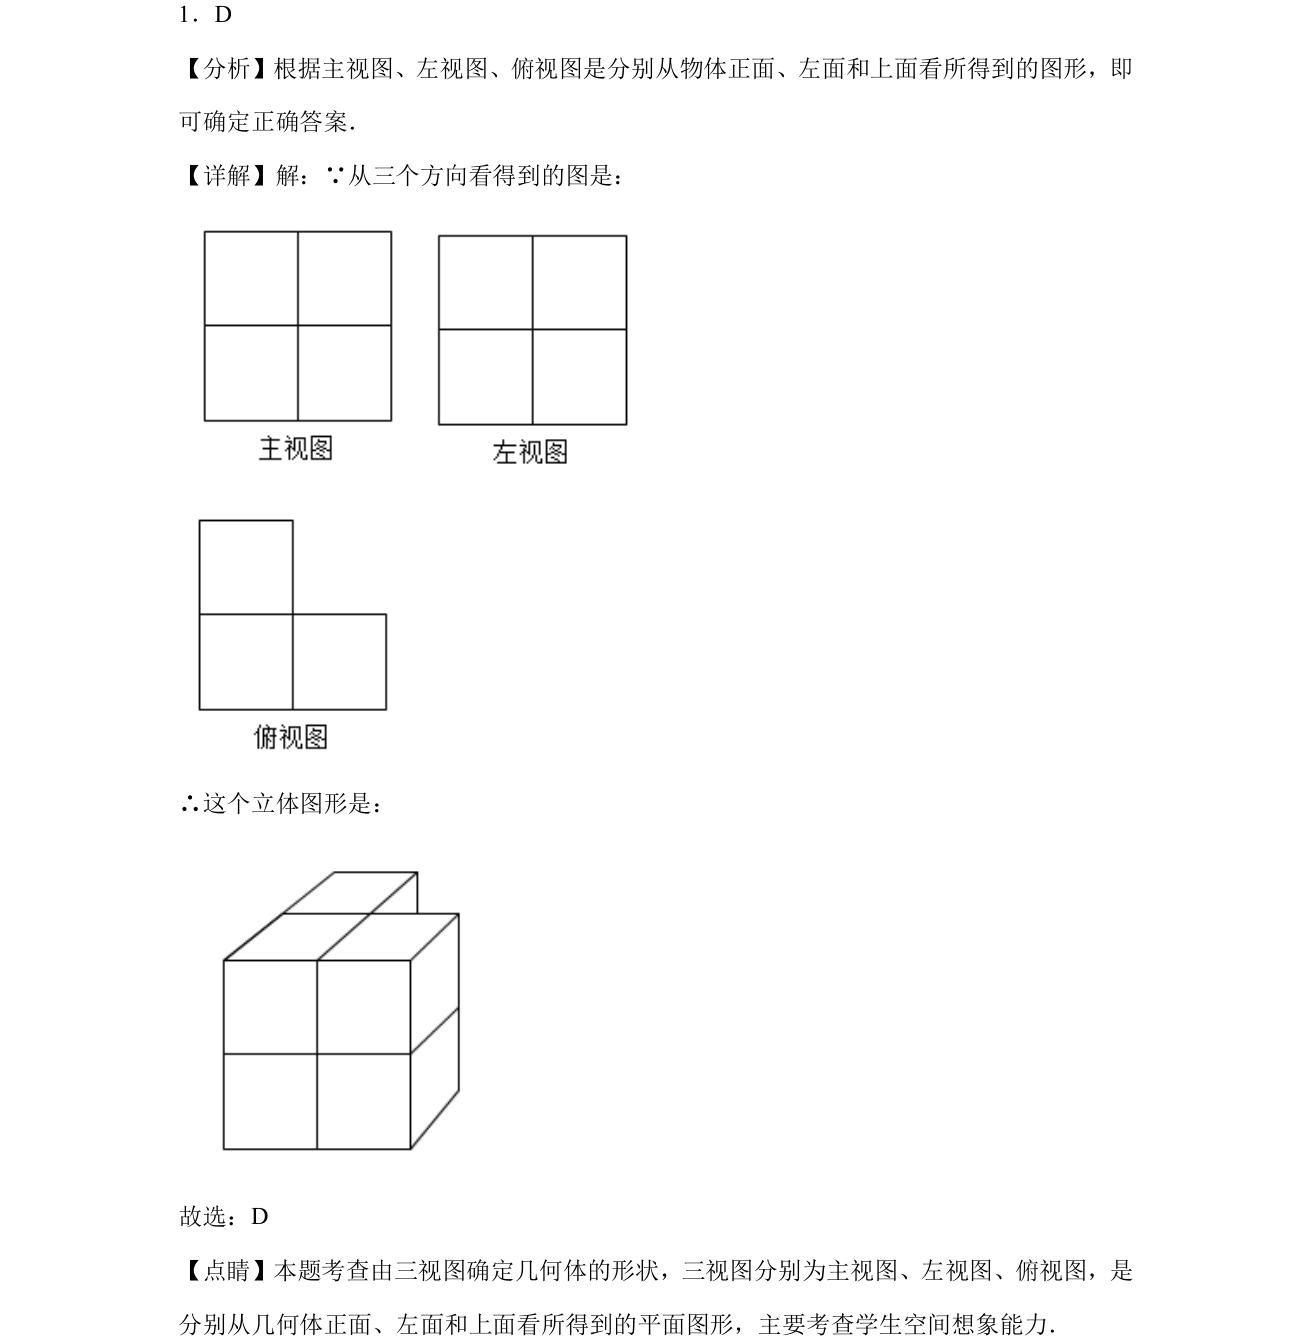 1．D
【分析】根据主视图、左视图、俯视图是分别从物体正面、左面和上面看所得到的图形，即
可确定正确答案．
【详解】解：∵从三个方向看得到的图是：
主视图
左视图
俯视图
∴这个立体图形是：
故选：D
【点睛】本题考查由三视图确定几何体的形状，三视图分别为主视图、左视图、俯视图，是
分别从几何体正面、左面和上面看所得到的平面图形，主要考查学生空间想象能力．